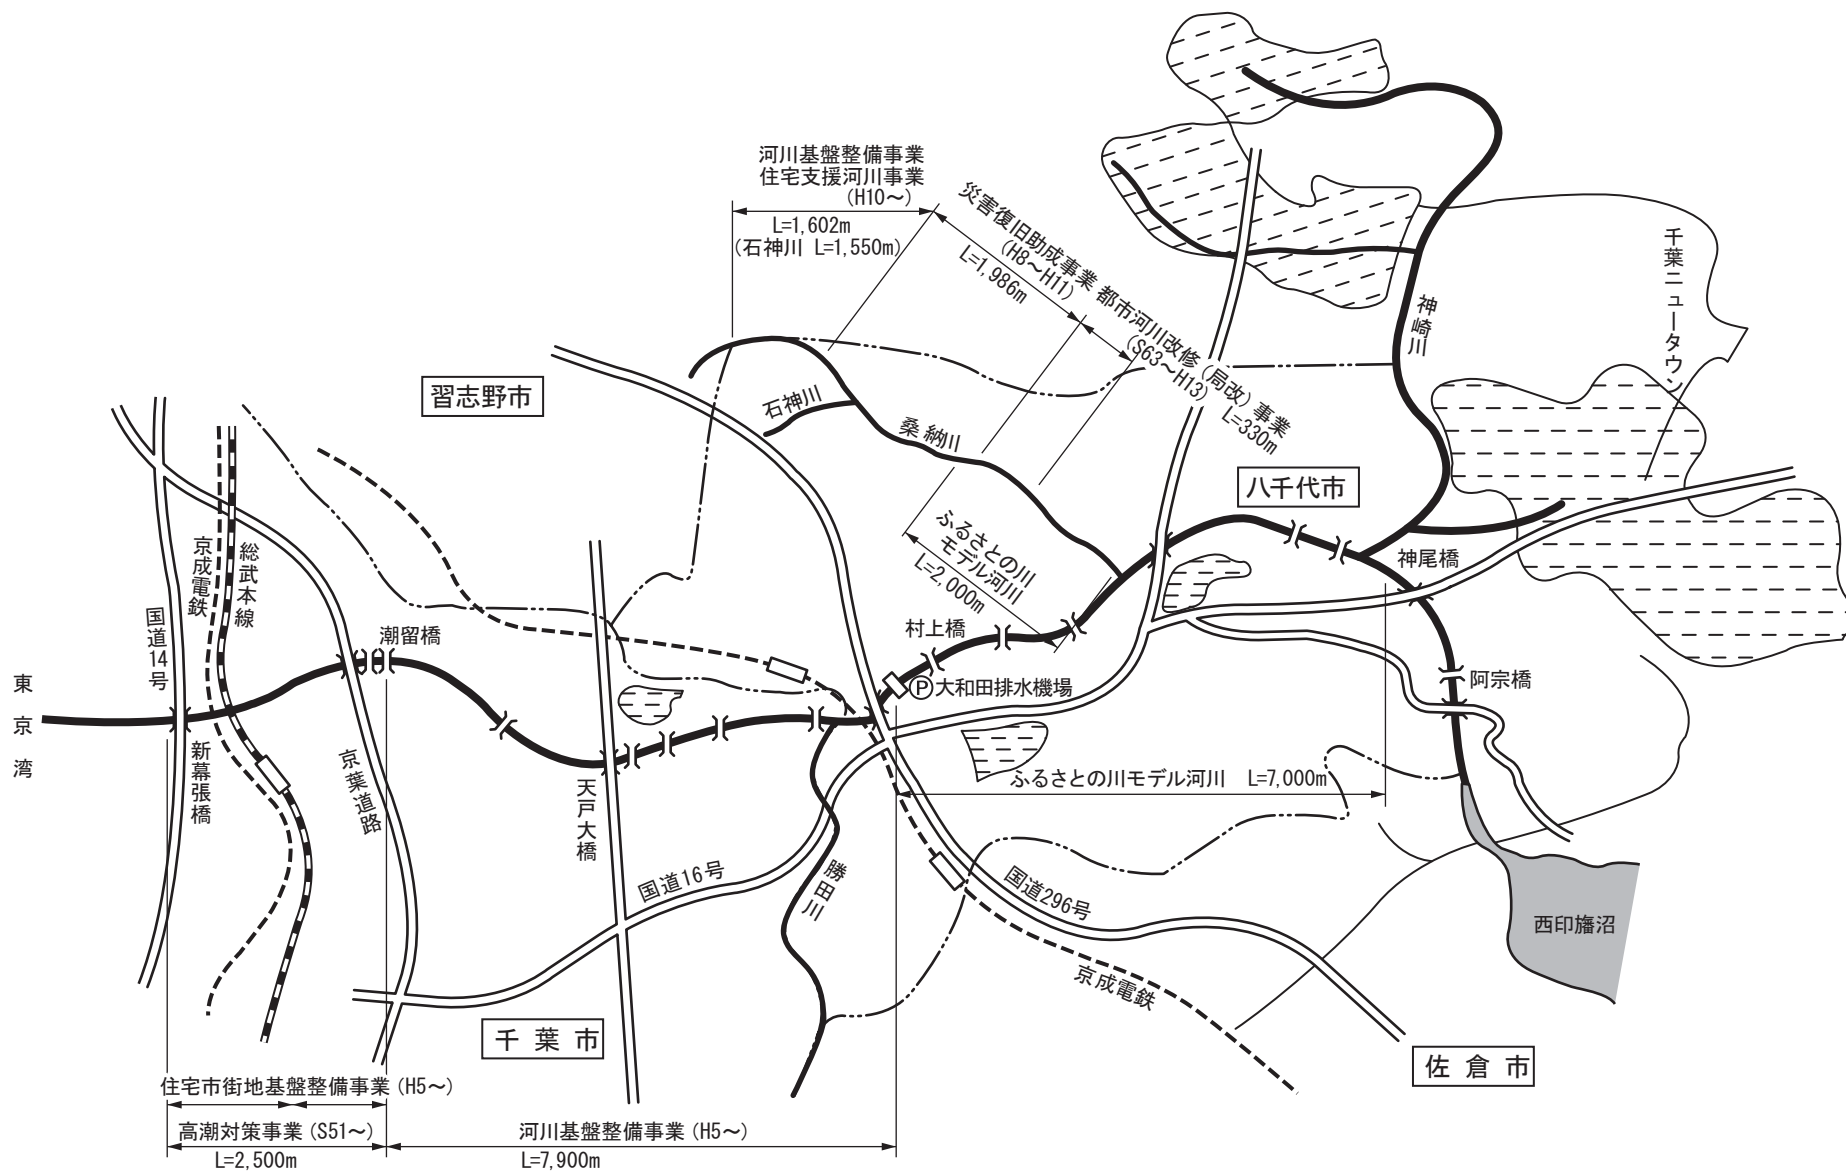 河川基盤整備事業
住宅支援河川事業
(H10～)
L=1,602m
(石神川 L=1,550m)
災害復旧助成事業
(H8～H11)
L=1,986m
都市河川改修(局改)事業
(S63～H13) L=330m
千葉ニュータウン
神崎川
習志野市
石神川
桑納川
八千代市
ふるさとの川
モデル河川
L=2,000m
京成電鉄
総武本線
国道14号
潮留橋
村上橋
神尾橋
阿宗橋
Ⓟ大和田排水機場
東京湾
新幕張橋
京葉道路
天戸大橋
ふるさとの川モデル河川 L=7,000m
国道16号
勝田川
国道296号
西印旛沼
京成電鉄
千葉市
佐倉市
住宅市街地基盤整備事業(H5～)
高潮対策事業(S51～)
L=2,500m
河川基盤整備事業(H5～)
L=7,900m